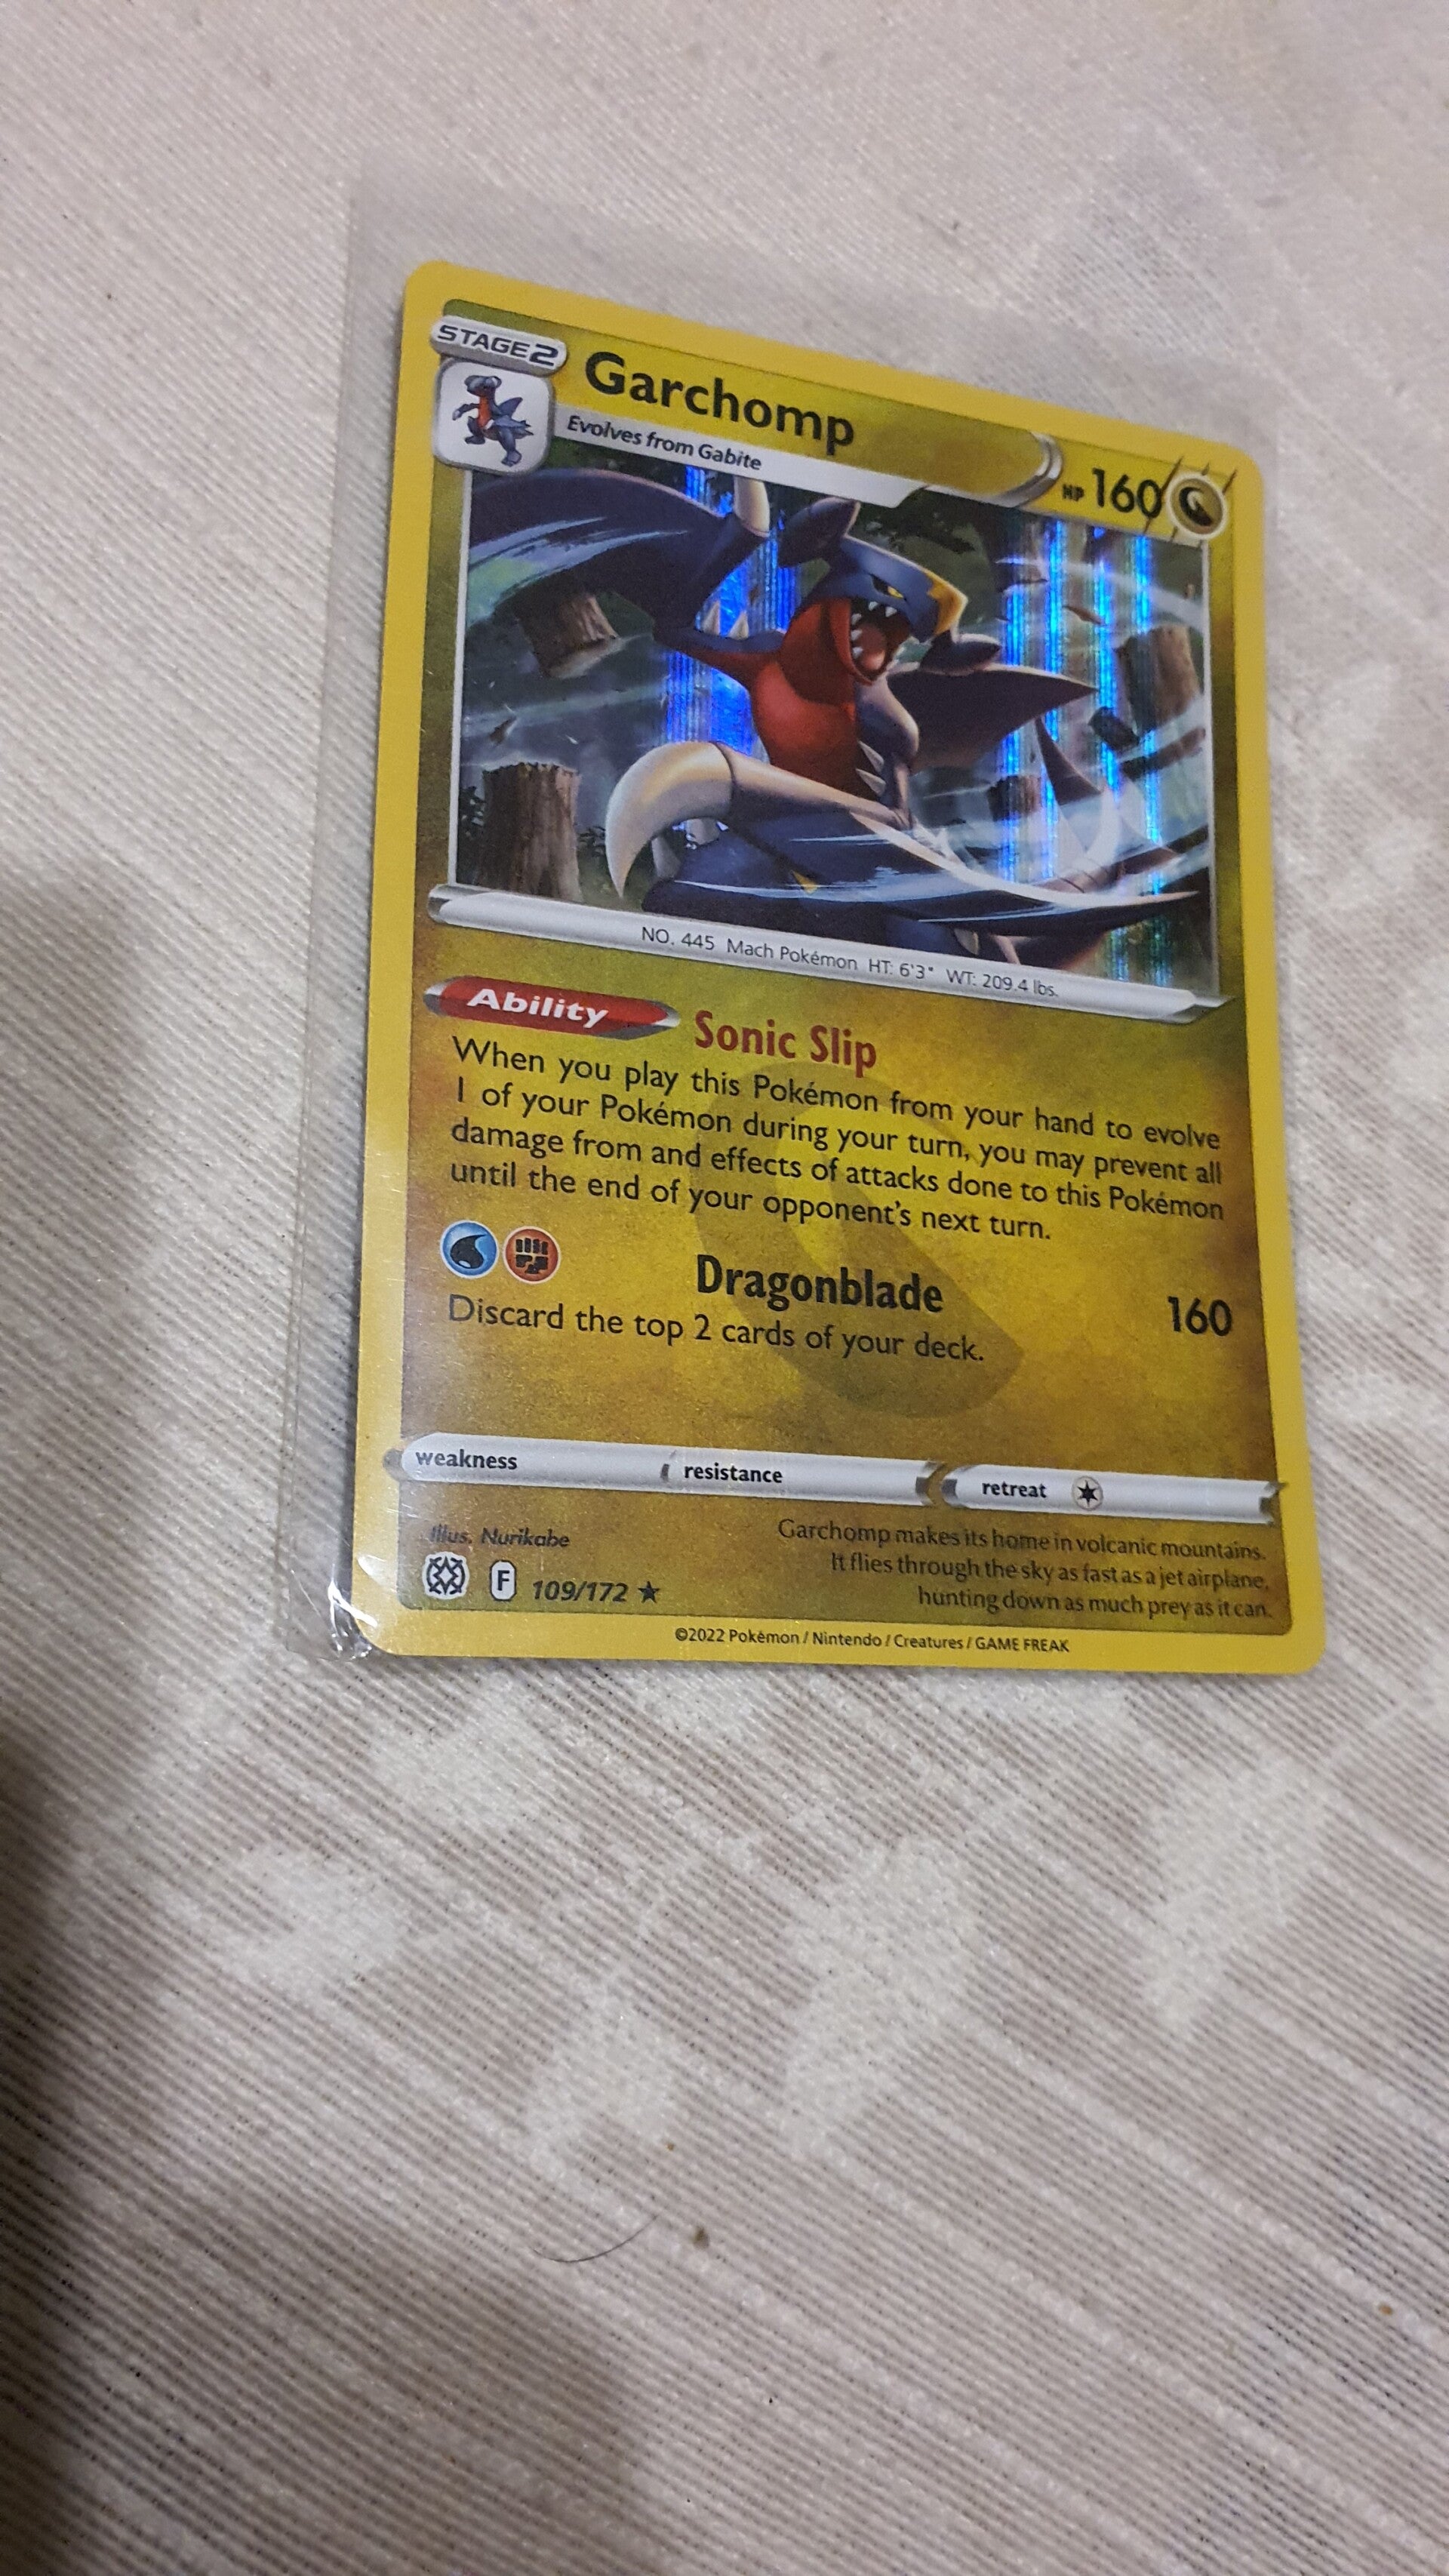 STAGE2
Garchomp
HP 160
Evolves from Gabite
NO. 445 Mach Pokémon HT: 6'3" WT: 209.4 lbs.
Ability Sonic Slip
When you play this Pokémon from your hand to evolve
1 of your Pokémon during your turn, you may prevent all
damage from and effects of attacks done to this Pokémon
until the end of your opponent's next turn.
Dragonblade 160
Discard the top 2 cards of your deck.
weakness resistance retreat
Illus. Nurikabe
F 109/172
Garchomp makes its home in volcanic mountains.
It flies through the sky as fast as a jet airplane,
hunting down as much prey as it can.
©2022 Pokémon / Nintendo / Creatures / GAME FREAK